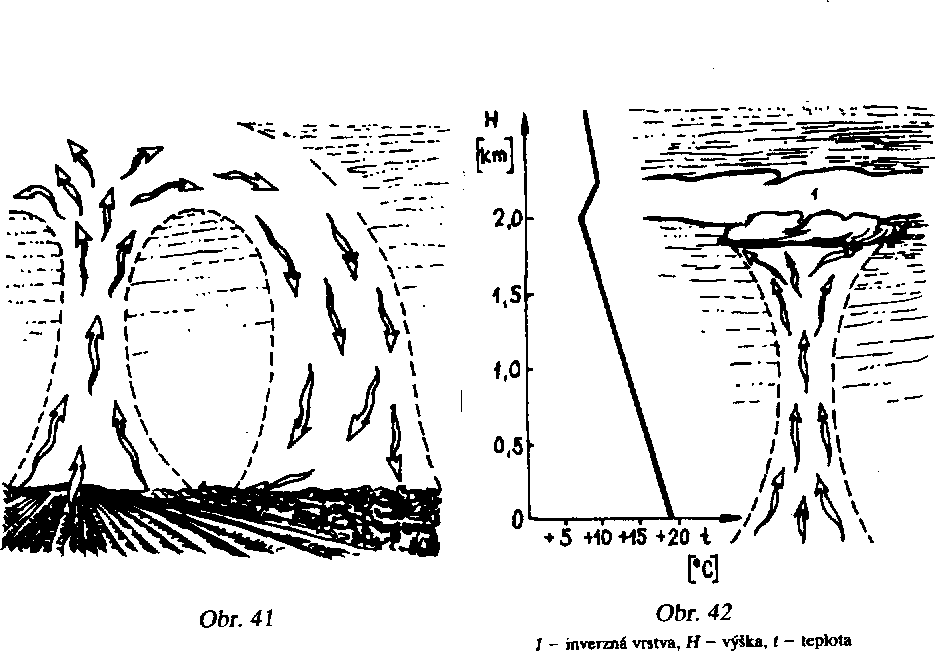 H
[km]
2,0
1,5
1,0
0,5
0
+5 +10 +15 +20 t
[°C]
1
Obr. 41
Obr. 42
1 – inverzná vrstva, H – výška, t – teplota